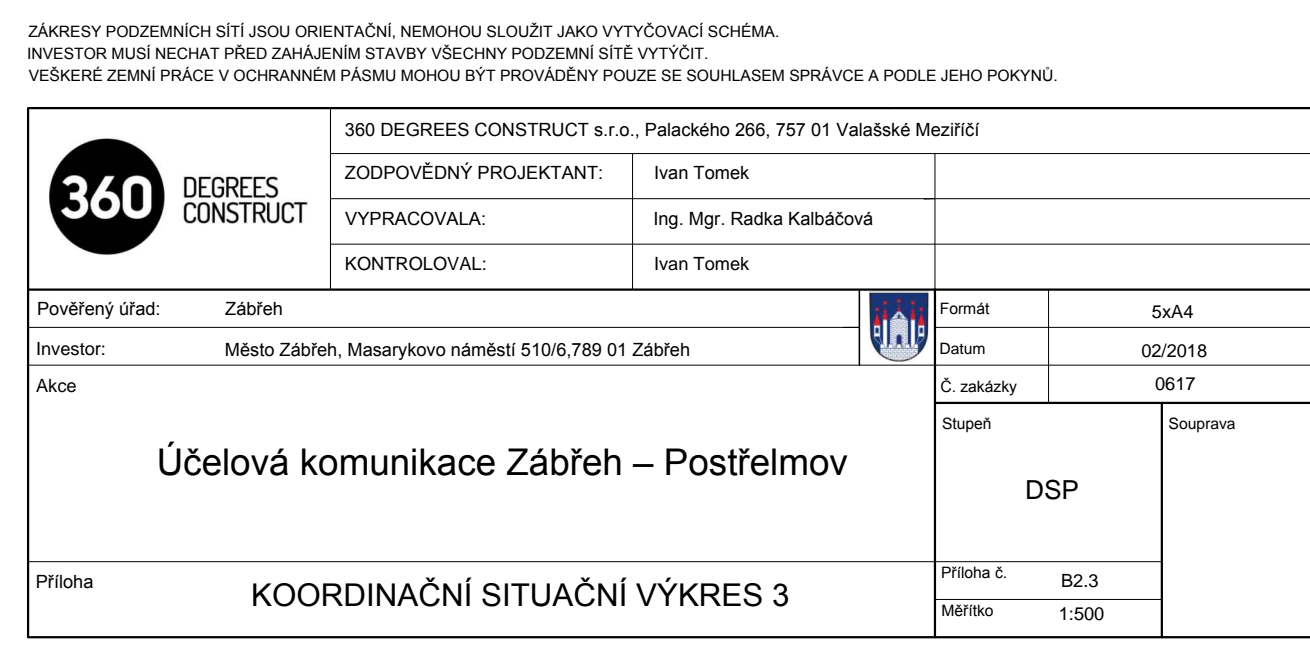 ZÁKRESY PODZEMNÍCH SÍTÍ JSOU ORIENTAČNÍ, NEMOHOU SLOUŽIT JAKO VYTYČOVACÍ SCHÉMA.
INVESTOR MUSÍ NECHAT PŘED ZAHÁJENÍM STAVBY VŠECHNY PODZEMNÍ SÍTĚ VYTÝČIT.
VEŠKERÉ ZEMNÍ PRÁCE V OCHRANNÉM PÁSMU MOHOU BÝT PROVÁDĚNY POUZE SE SOUHLASEM SPRÁVCE A PODLE JEHO POKYNŮ.
360 DEGREES CONSTRUCT
360 DEGREES CONSTRUCT s.r.o., Palackého 266, 757 01 Valašské Meziříčí
ZODPOVĚDNÝ PROJEKTANT: Ivan Tomek
VYPRACOVALA: Ing. Mgr. Radka Kalbáčová
KONTROLOVAL: Ivan Tomek
Pověřený úřad: Zábřeh
Investor: Město Zábřeh, Masarykovo náměstí 510/6,789 01 Zábřeh
Formát 5xA4
Datum 02/2018
Č. zakázky 0617
Akce
Účelová komunikace Zábřeh – Postřelmov
Stupeň
DSP
Souprava
Příloha
KOORDINAČNÍ SITUAČNÍ VÝKRES 3
Příloha č. B2.3
Měřítko 1:500